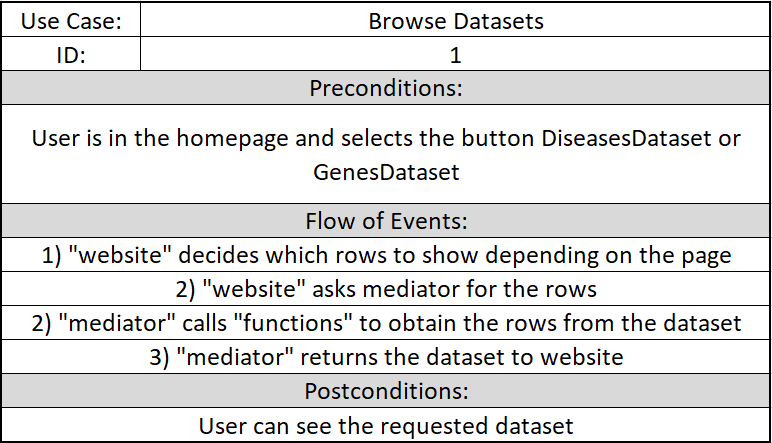 Use Case: Browse Datasets
ID: 1
Preconditions:
User is in the homepage and selects the button DiseasesDataset or
GenesDataset
Flow of Events:
1) "website" decides which rows to show depending on the page
2) "website" asks mediator for the rows
2) "mediator" calls "functions" to obtain the rows from the dataset
3) "mediator" returns the dataset to website
Postconditions:
User can see the requested dataset